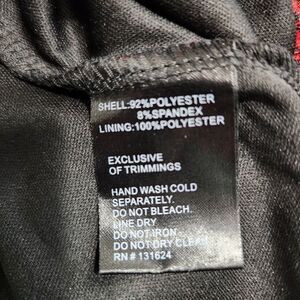 SHELL:92%POLYESTER
8%SPANDEX
LINING:100%POLYESTER
EXCLUSIVE
OF TRIMMINGS
HAND WASH COLD
SEPARATELY.
DO NOT BLEACH.
LINE DRY.
DO NOT IRON.
DO NOT DRY CLEAN
RN # 131624